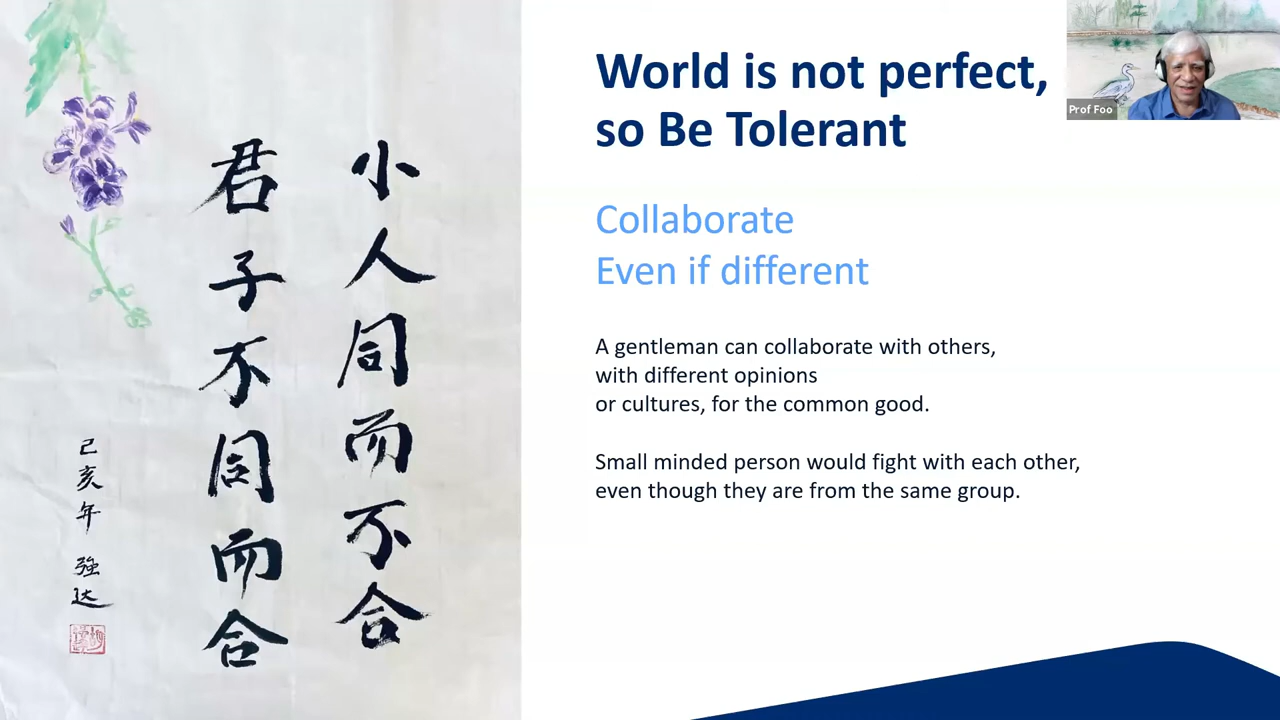 小人同而不合
君子不同而合
己亥年 强达
World is not perfect,
so Be Tolerant
Collaborate
Even if different
A gentleman can collaborate with others,
with different opinions
or cultures, for the common good.
Small minded person would fight with each other,
even though they are from the same group.
Prof Foo